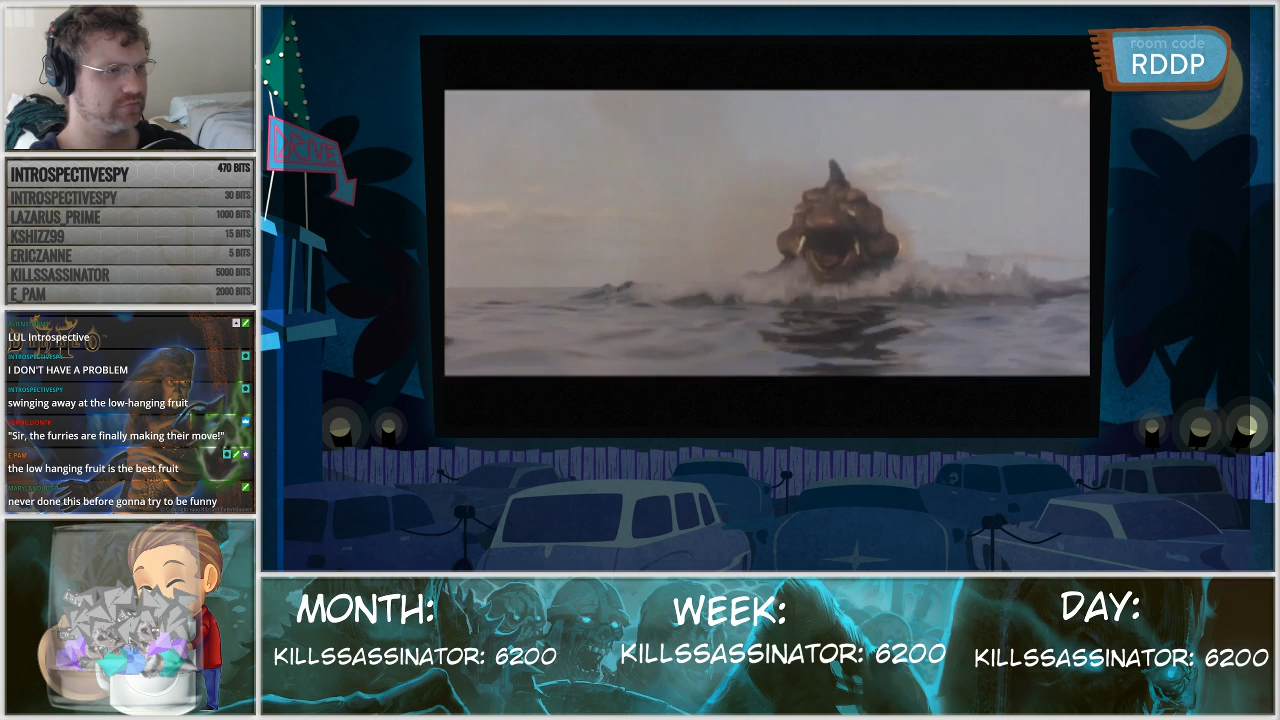 room code
RDDP
DRIVE
INTROSPECTIVESPY 470 BITS
INTROSPECTIVESPY 30 BITS
LAZARUS_PRIME 1000 BITS
KSHIZZ99 15 BITS
ERICZANNE 5 BITS
KILLSSASSINATOR 5000 BITS
E_PAM 2000 BITS
LUL Introspective
INTROSPECTIVESPY
I DON'T HAVE A PROBLEM
INTROSPECTIVESPY
swinging away at the low-hanging fruit
"Sir, the furries are finally making their move!"
E PAM
the low hanging fruit is the best fruit
never done this before gonna try to be funny
MONTH: WEEK: DAY:
KILLSSASSINATOR: 6200 KILLSSASSINATOR: 6200 KILLSSASSINATOR: 6200